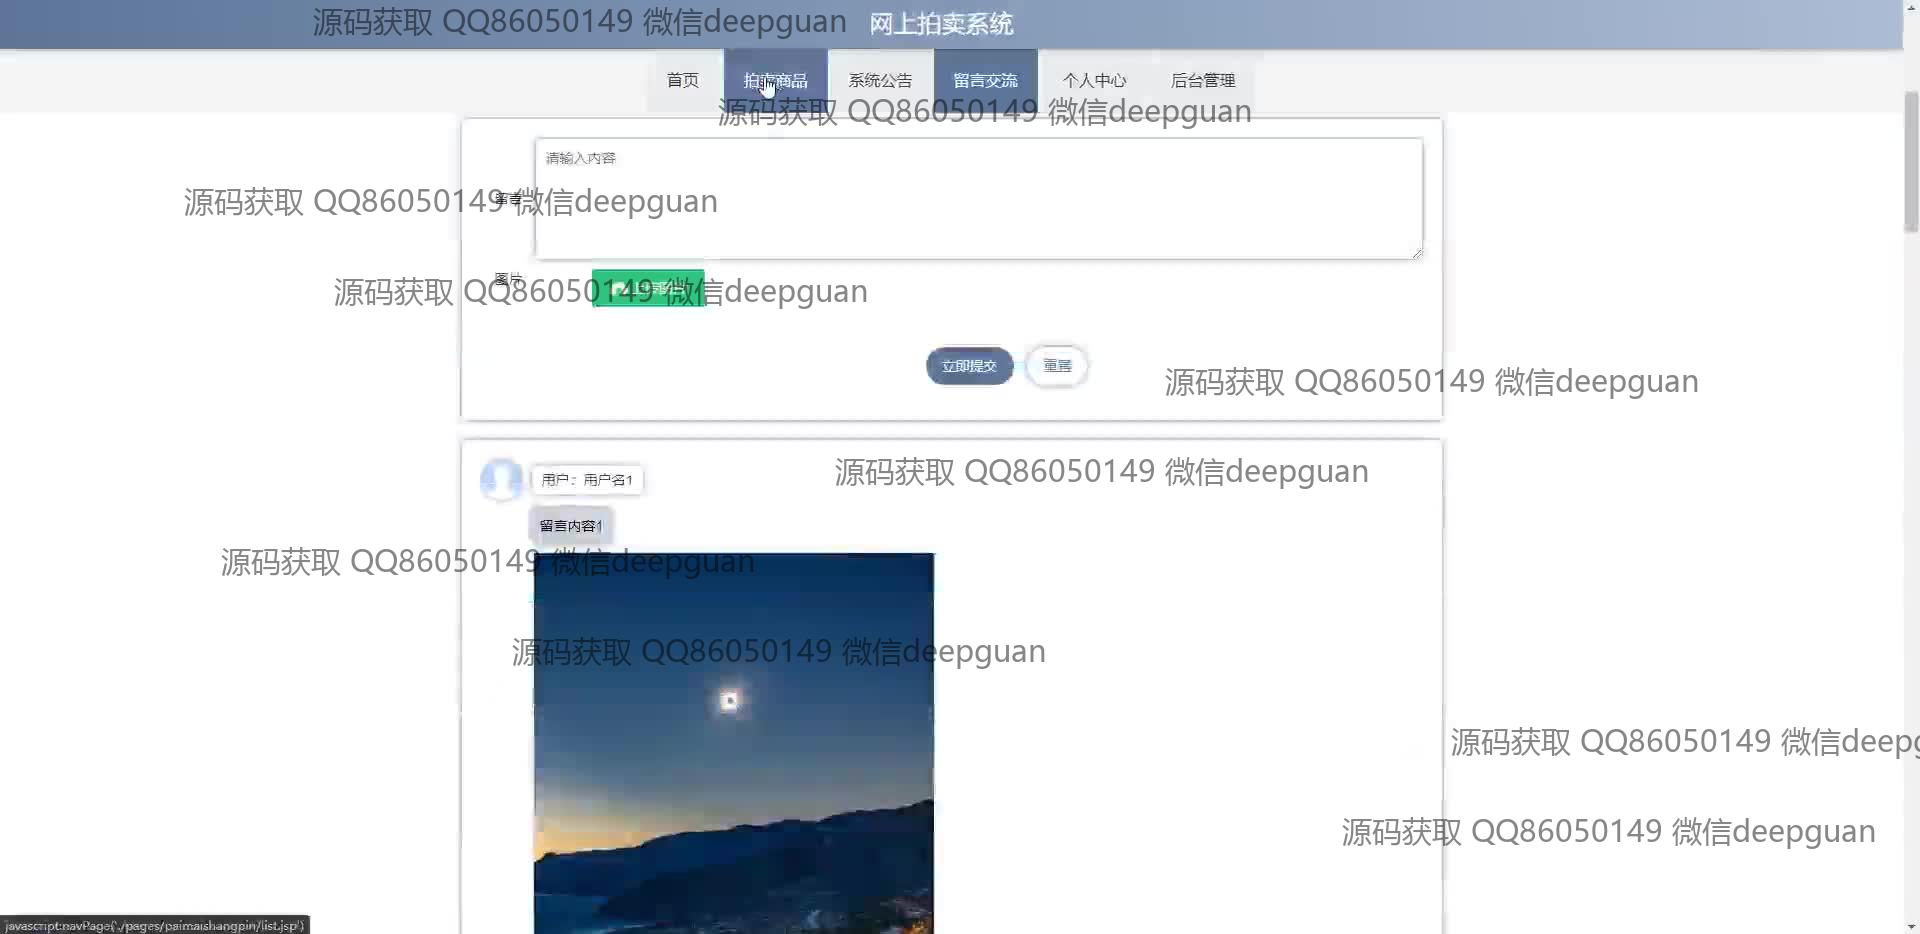 源码获取 QQ86050149 微信deepguan
网上拍卖系统
首页 拍卖商品 系统公告 留言交流 个人中心 后台管理
源码获取 QQ86050149 微信deepguan
请输入内容
留言
源码获取 QQ86050149 微信deepguan
图片
源码获取 QQ86050149 微信deepguan
立即提交 重置
源码获取 QQ86050149 微信deepguan
用户：用户名1
源码获取 QQ86050149 微信deepguan
留言内容1
源码获取 QQ86050149 微信deepguan
源码获取 QQ86050149 微信deepguan
源码获取 QQ86050149 微信deepg
源码获取 QQ86050149 微信deepguan
javascript:navPage('./pages/paimaishangpin/list.jsp')